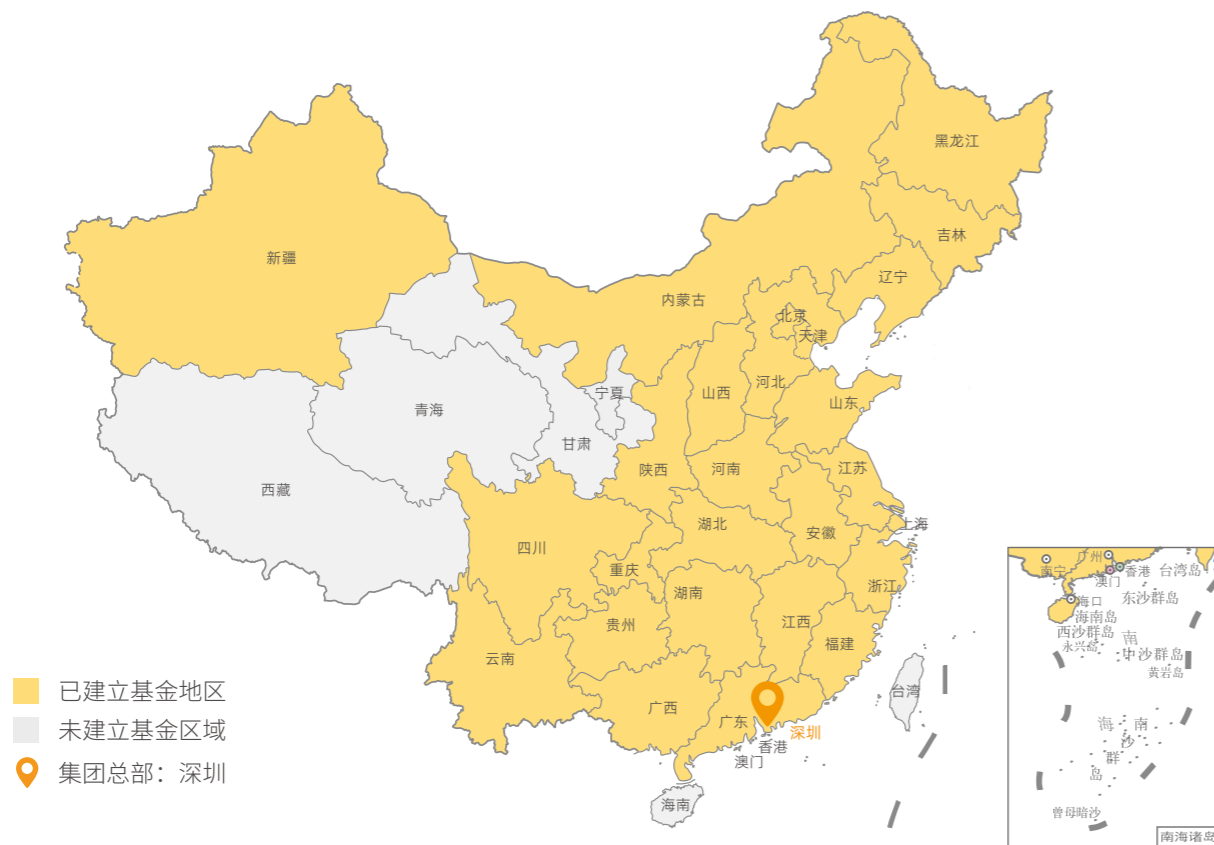 黑龙江
吉林
辽宁
新疆
内蒙古
北京
天津
河北
山西
宁夏
山东
青海
甘肃
陕西
河南
江苏
西藏
湖北
上海
安徽
四川
重庆
湖南
浙江
贵州
江西
福建
云南
广西
广东
台湾
深圳
香港
澳门
海南
已建立基金地区
未建立基金区域
集团总部：深圳
广州
南宁
香港
台湾岛
澳门
海口
东沙群岛
海南岛
西沙群岛
南
永兴岛
中沙群岛
黄岩岛
海
南
沙
群
岛
曾母暗沙
南海诸岛